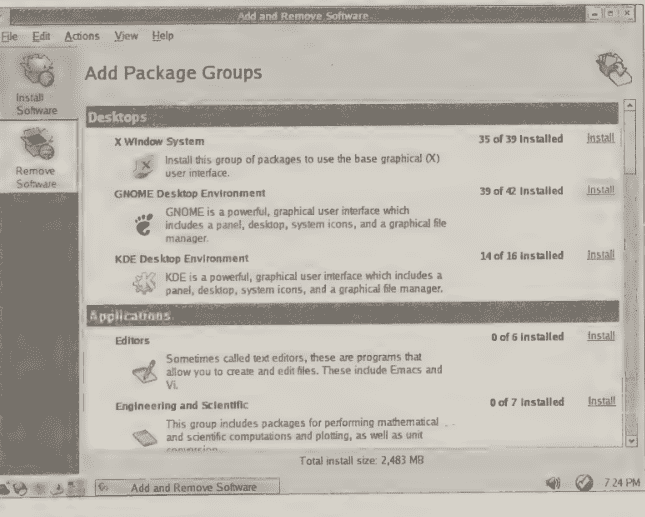 Add and Remove Software
File Edit Actions View Help
Install
Software
Remove
Software
Add Package Groups
Desktops
X Window System 35 of 39 Installed Install
Install this group of packages to use the base graphical (X)
user interface.
GNOME Desktop Environment 39 of 42 Installed Install
GNOME is a powerful, graphical user interface which
includes a panel, desktop, system icons, and a graphical file
manager.
KDE Desktop Environment 14 of 16 Installed Install
KDE is a powerful, graphical user interface which includes a
panel, desktop, system icons, and a graphical file manager.
Applications
Editors 0 of 6 Installed Install
Sometimes called text editors, these are programs that
allow you to create and edit files. These include Emacs and
Vi.
Engineering and Scientific 0 of 7 Installed Install
This group includes packages for performing mathematical
and scientific computations and plotting, as well as unit
Total install size: 2,483 MB
Add and Remove Software 7:24 PM